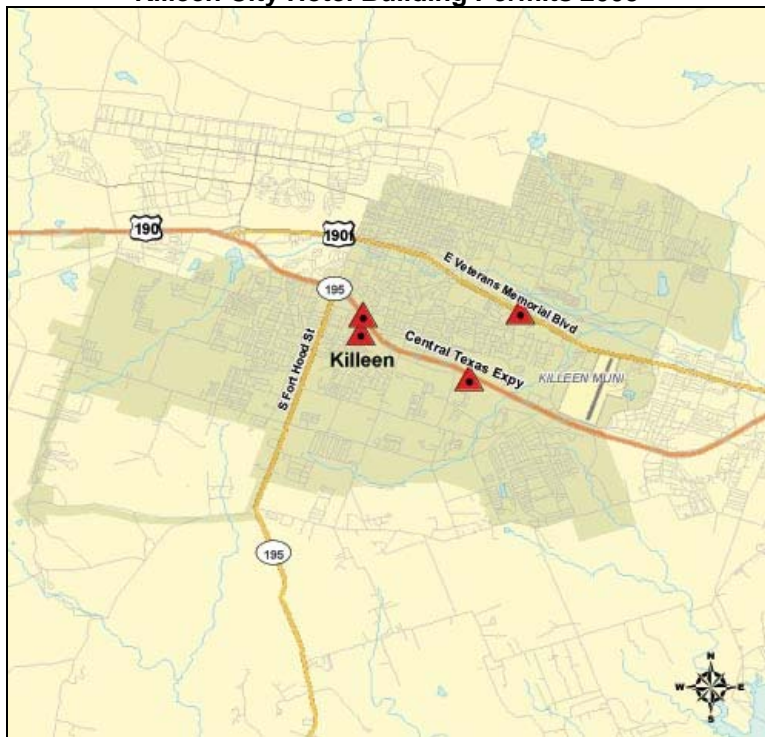 Killeen City Hotel Building Permits 2008
190
190
195
E Veterans Memorial Blvd
S Fort Hood St
Killeen
Central Texas Expy
KILLEEN MUNI
195
N
W
E
S